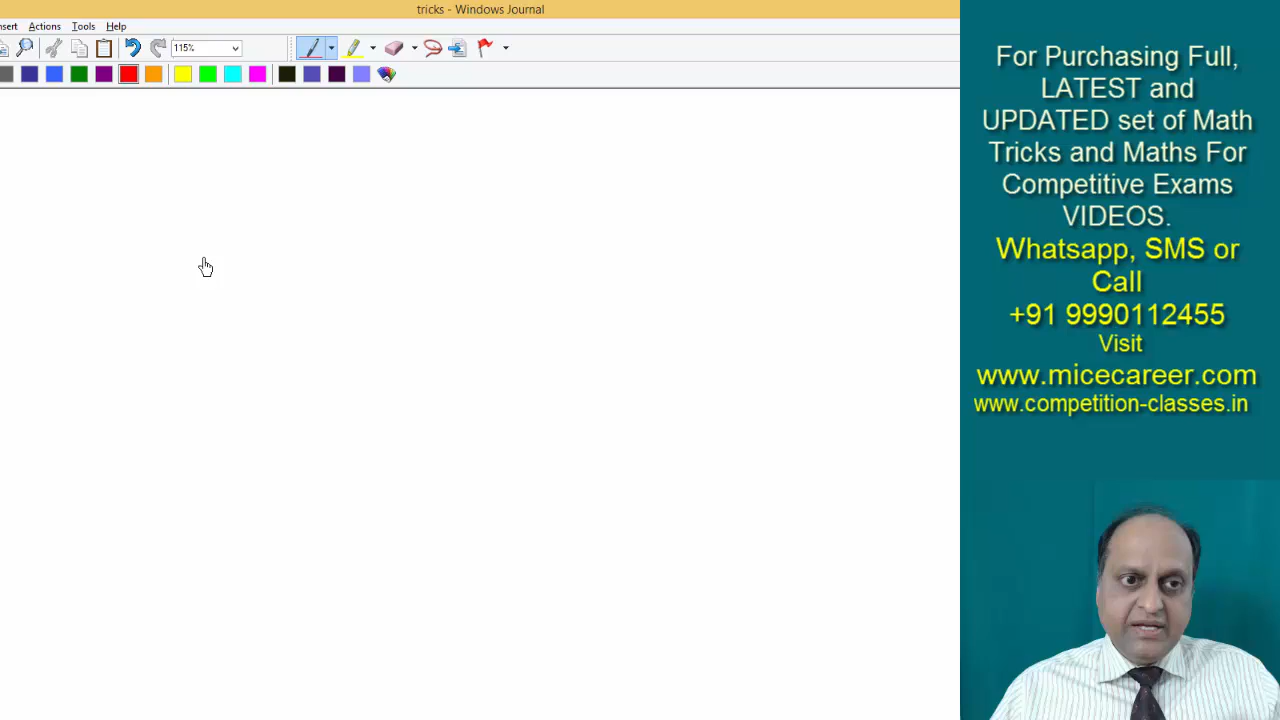 tricks - Windows Journal
nsert Actions Tools Help
115%
For Purchasing Full,
LATEST and
UPDATED set of Math
Tricks and Maths For
Competitive Exams
VIDEOS.
Whatsapp, SMS or
Call
+91 9990112455
Visit
www.micecareer.com
www.competition-classes.in